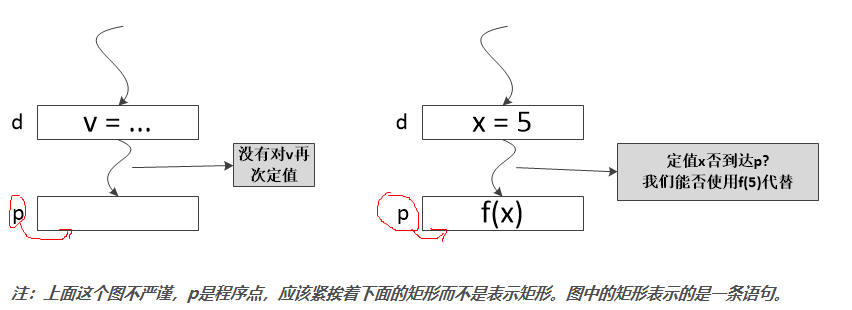 d
v = ...
没有对v再
次定值
p
d
x = 5
定值x否到达p?
我们能否使用f(5)代替
p
f(x)
注：上面这个图不严谨，p是程序点，应该紧挨着下面的矩形而不是表示矩形。图中的矩形表示的是一条语句。